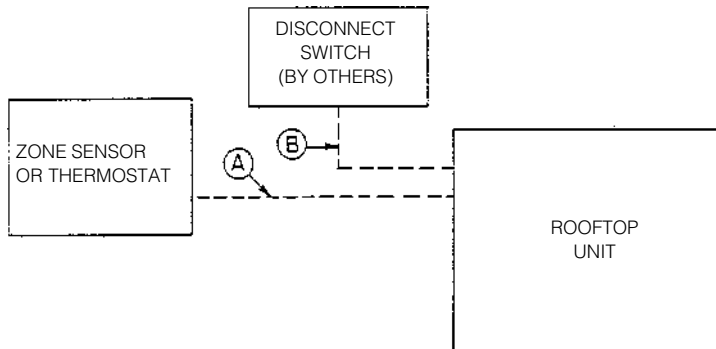 DISCONNECT
SWITCH
(BY OTHERS)
ZONE SENSOR
OR THERMOSTAT
A
B
ROOFTOP
UNIT